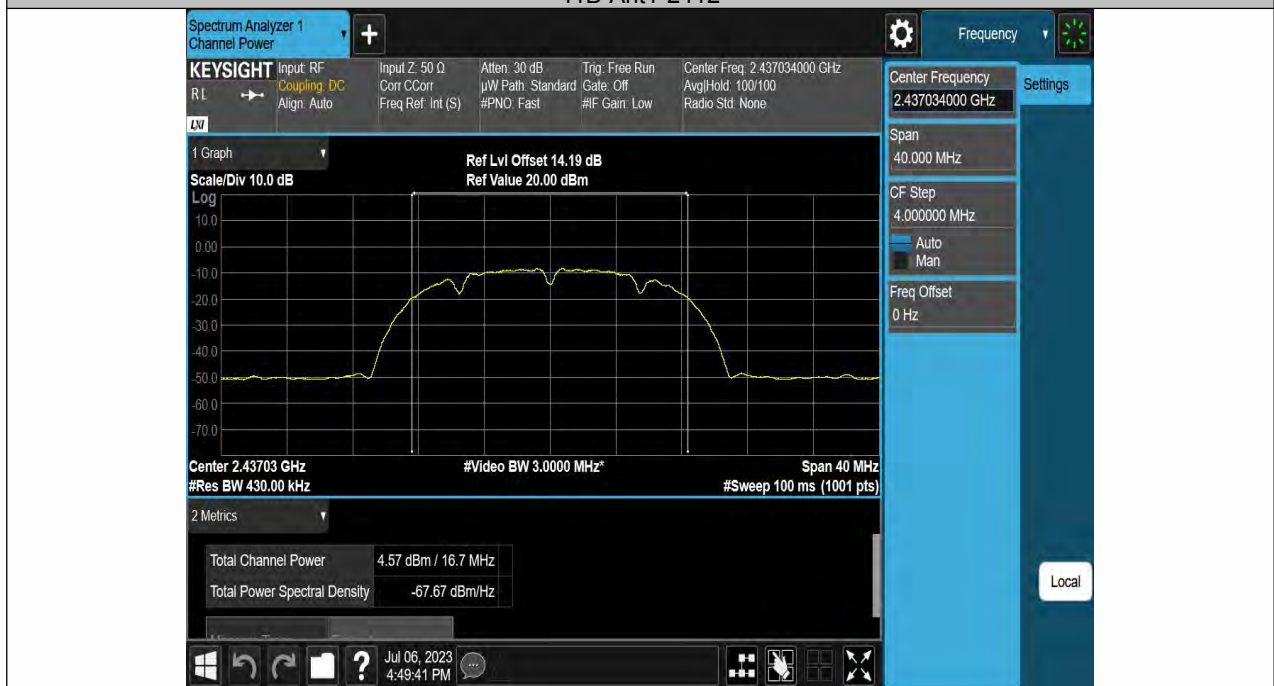 Spectrum Analyzer 1
Channel Power
+
Frequency
KEYSIGHT
RL
LXI
Input: RF
Coupling: DC
Align: Auto
Input Z: 50 Ω
Corr CCorr
Freq Ref: Int (S)
Atten: 30 dB
µW Path: Standard
#PNO: Fast
Trig: Free Run
Gate: Off
#IF Gain: Low
Center Freq: 2.437034000 GHz
Avg|Hold: 100/100
Radio Std: None
Center Frequency
2.437034000 GHz
Settings
Span
40.000 MHz
CF Step
4.000000 MHz
Auto
Man
Freq Offset
0 Hz
1 Graph
Scale/Div 10.0 dB
Ref Lvl Offset 14.19 dB
Ref Value 20.00 dBm
Log
10.0
0.00
-10.0
-20.0
-30.0
-40.0
-50.0
-60.0
-70.0
Center 2.43703 GHz
#Video BW 3.0000 MHz*
Span 40 MHz
#Res BW 430.00 kHz
#Sweep 100 ms (1001 pts)
2 Metrics
Total Channel Power 4.57 dBm / 16.7 MHz
Total Power Spectral Density -67.67 dBm/Hz
Local
?
Jul 06, 2023
4:49:41 PM